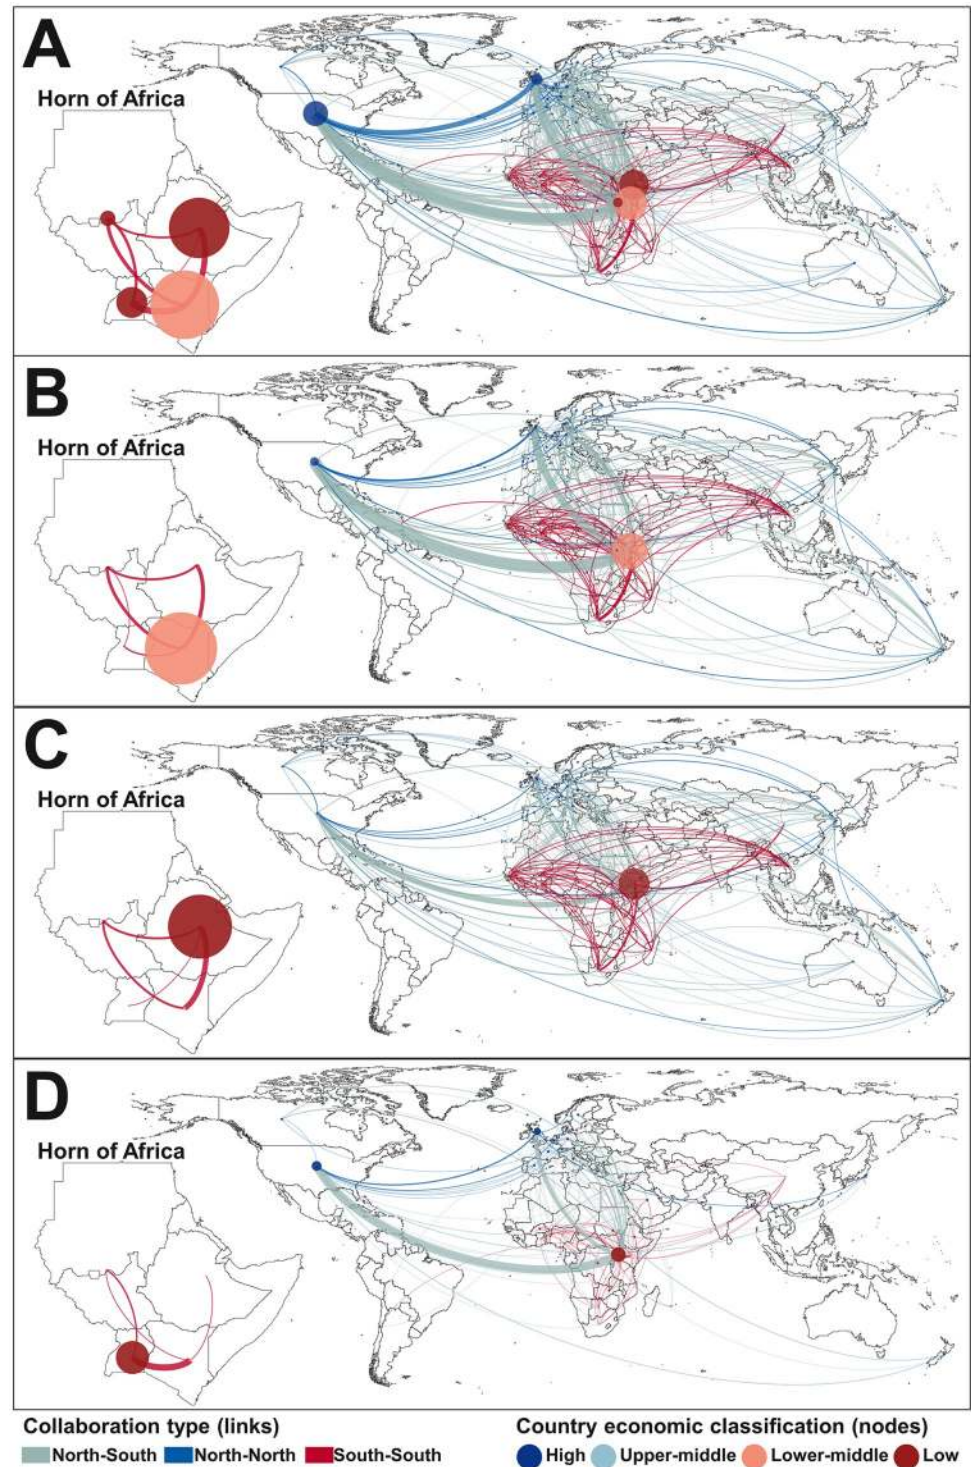 A
Horn of Africa
B
Horn of Africa
C
Horn of Africa
D
Horn of Africa
Collaboration type (links)
North-South North-North South-South
Country economic classification (nodes)
High Upper-middle Lower-middle Low